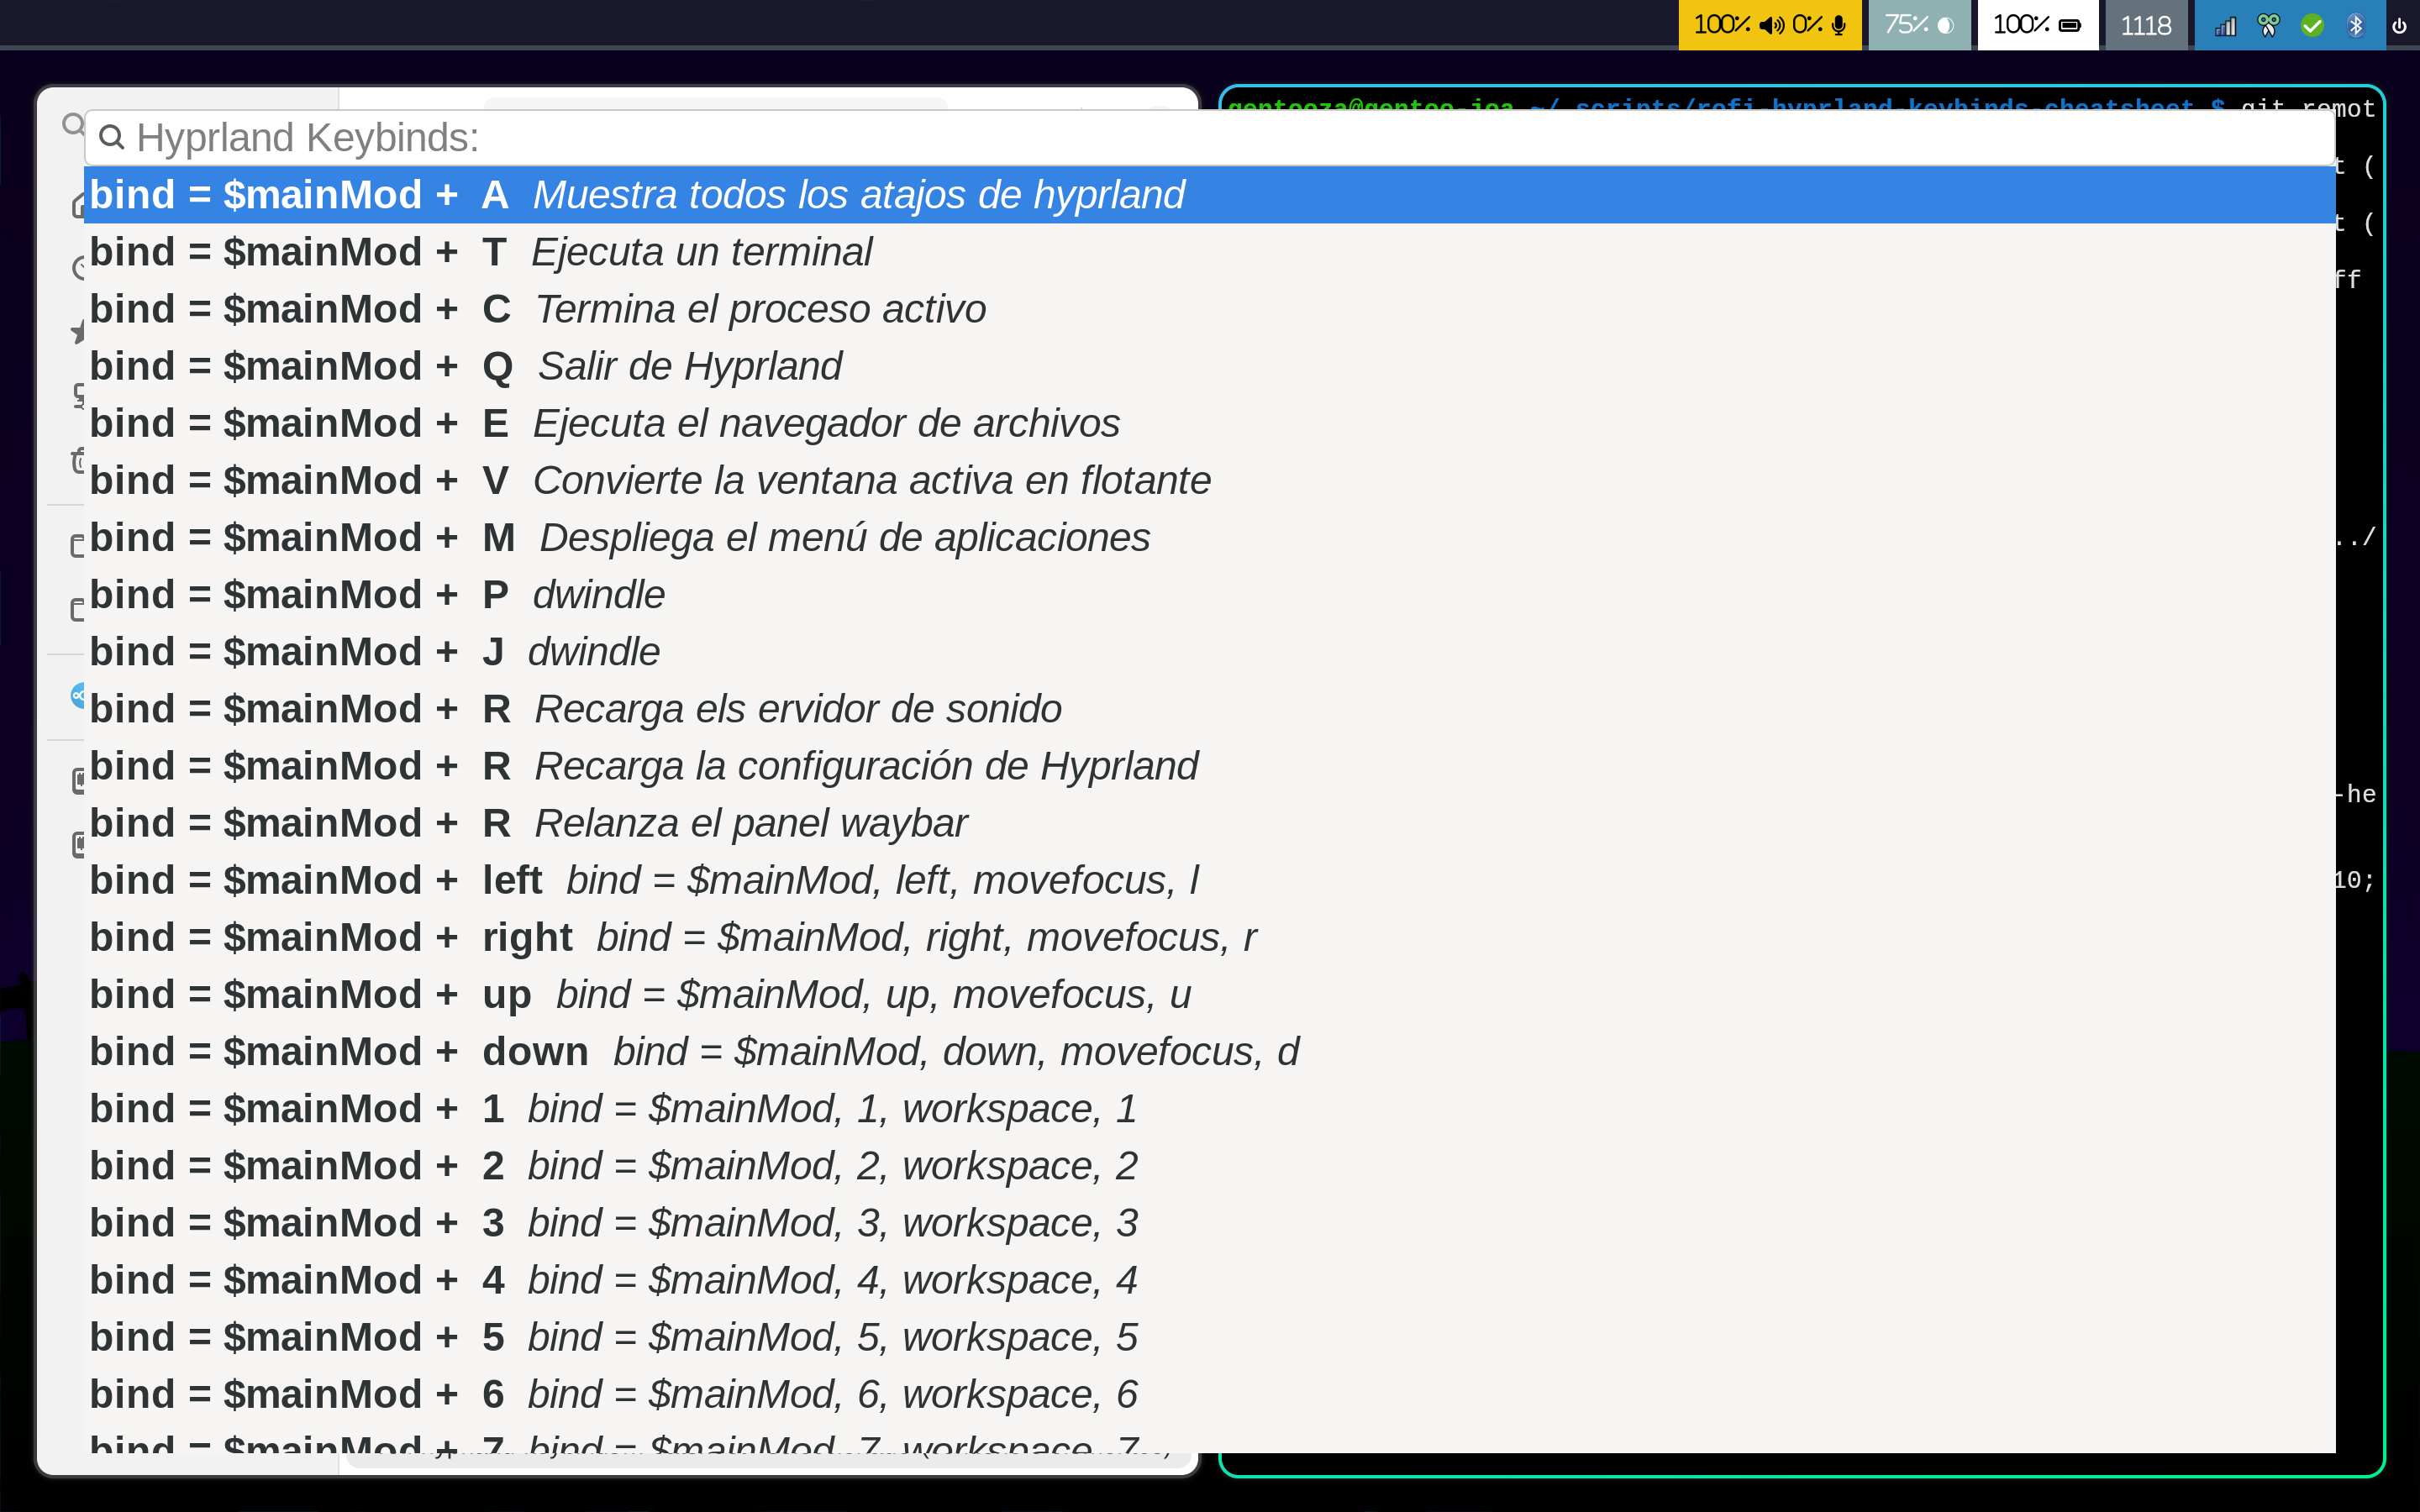 100% 0% 75% 100% 1118
gentooza@gentoo-ioa ~/.scripts/rofi-hyprland-keybinds-cheatsheet $ git remot
Hyprland Keybinds:
t (
bind = $mainMod + A Muestra todos los atajos de hyprland
bind = $mainMod + T Ejecuta un terminal
t (
bind = $mainMod + C Termina el proceso activo
ff
bind = $mainMod + Q Salir de Hyprland
bind = $mainMod + E Ejecuta el navegador de archivos
bind = $mainMod + V Convierte la ventana activa en flotante
bind = $mainMod + M Despliega el menú de aplicaciones
../
bind = $mainMod + P dwindle
bind = $mainMod + J dwindle
bind = $mainMod + R Recarga els ervidor de sonido
bind = $mainMod + R Recarga la configuración de Hyprland
-he
bind = $mainMod + R Relanza el panel waybar
bind = $mainMod + left bind = $mainMod, left, movefocus, l
10;
bind = $mainMod + right bind = $mainMod, right, movefocus, r
bind = $mainMod + up bind = $mainMod, up, movefocus, u
bind = $mainMod + down bind = $mainMod, down, movefocus, d
bind = $mainMod + 1 bind = $mainMod, 1, workspace, 1
bind = $mainMod + 2 bind = $mainMod, 2, workspace, 2
bind = $mainMod + 3 bind = $mainMod, 3, workspace, 3
bind = $mainMod + 4 bind = $mainMod, 4, workspace, 4
bind = $mainMod + 5 bind = $mainMod, 5, workspace, 5
bind = $mainMod + 6 bind = $mainMod, 6, workspace, 6
bind = $mainMod + 7 bind = $mainMod, 7, workspace, 7